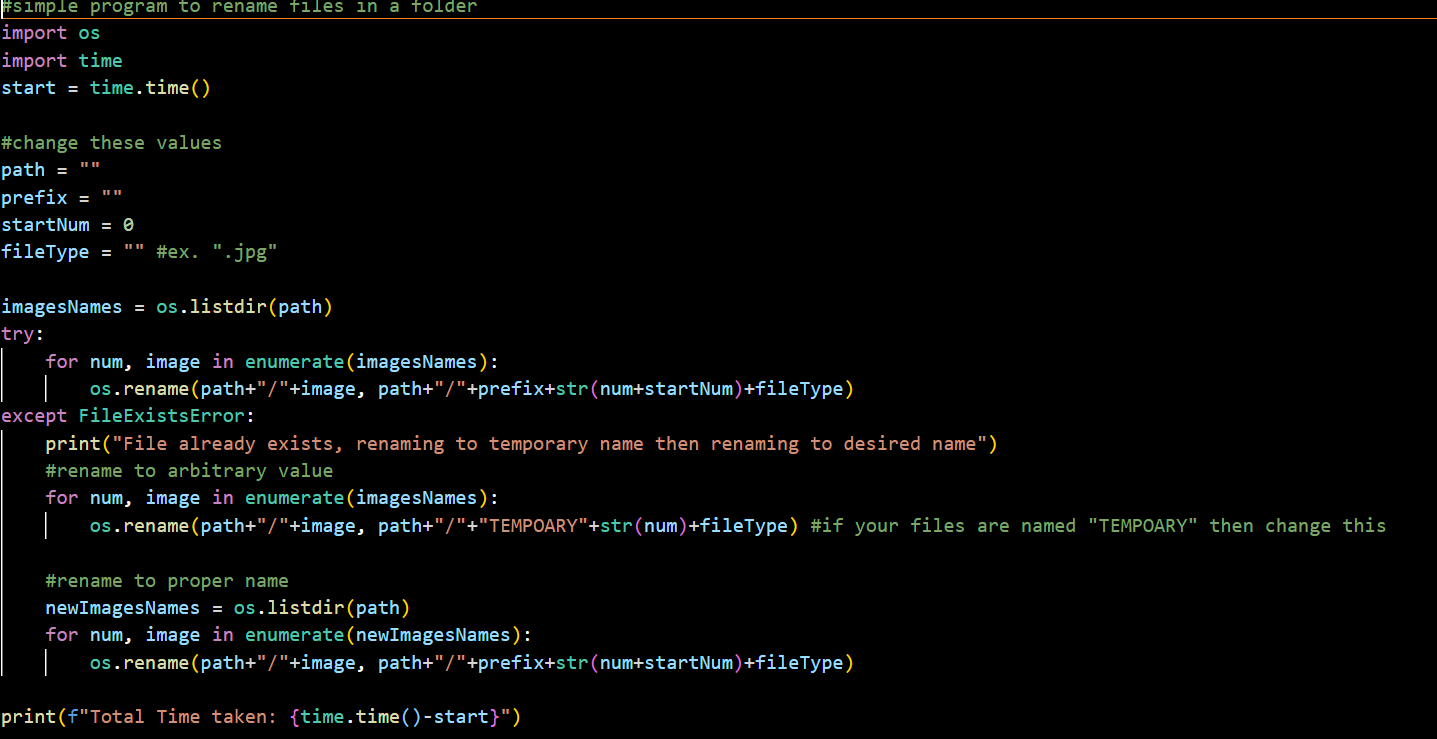 #simple program to rename files in a folder
import os
import time
start = time.time()
#change these values
path = ""
prefix = ""
startNum = 0
fileType = "" #ex. ".jpg"
imagesNames = os.listdir(path)
try:
    for num, image in enumerate(imagesNames):
        os.rename(path+"/"+image, path+"/"+prefix+str(num+startNum)+fileType)
except FileExistsError:
    print("File already exists, renaming to temporary name then renaming to desired name")
    #rename to arbitrary value
    for num, image in enumerate(imagesNames):
        os.rename(path+"/"+image, path+"/"+"TEMPOARY"+str(num)+fileType) #if your files are named "TEMPOARY" then change this
    #rename to proper name
    newImagesNames = os.listdir(path)
    for num, image in enumerate(newImagesNames):
        os.rename(path+"/"+image, path+"/"+prefix+str(num+startNum)+fileType)
print(f"Total Time taken: {time.time()-start}")